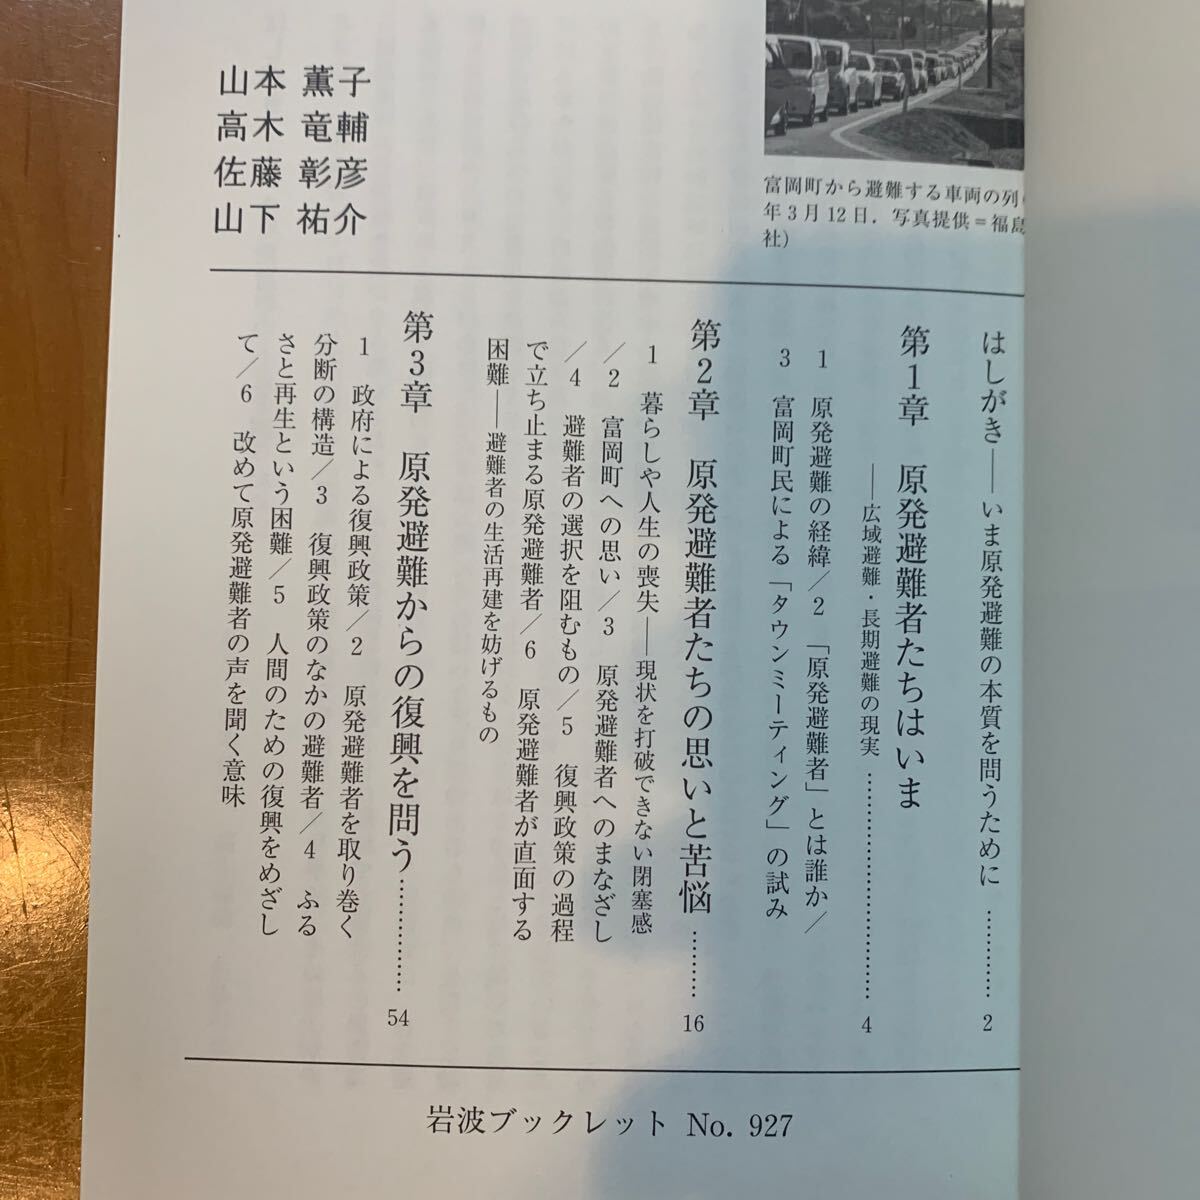 山本 薫子
高木 竜輔
佐藤 彰彦
山下 祐介
富岡町から避難する車両の列
年3月12日．写真提供＝福島
社）
はしがき――いま原発避難の本質を問うために …………2
第1章 原発避難者たちはいま
――広域避難・長期避難の現実 ……………………4
1 原発避難の経緯/2 「原発避難者」とは誰か/
3 富岡町民による「タウンミーティング」の試み
第2章 原発避難者たちの思いと苦悩 …………16
1 暮らしや人生の喪失――現状を打破できない閉塞感
/2 富岡町への思い/3 原発避難者へのまなざし
/4 避難者の選択を阻むもの/5 復興政策の過程
で立ち止まる原発避難者/6 原発避難者が直面する
困難――避難者の生活再建を妨げるもの
第3章 原発避難からの復興を問う ………………54
1 政府による復興政策/2 原発避難者を取り巻く
分断の構造/3 復興政策のなかの避難者/4 ふる
さと再生という困難/5 人間のための復興をめざし
て/6 改めて原発避難者の声を聞く意味
岩波ブックレット No. 927